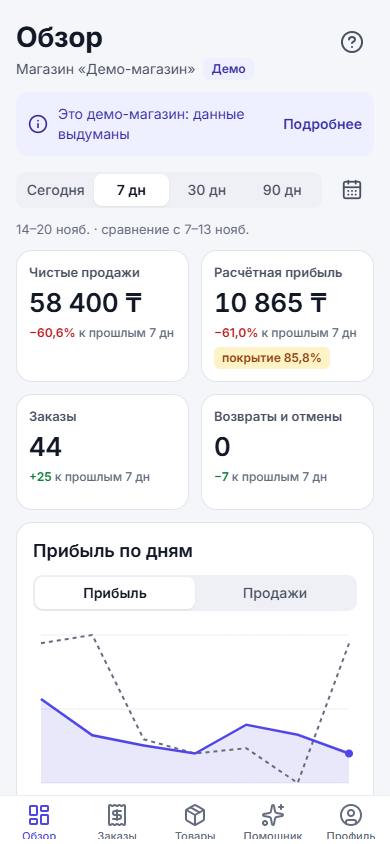 Обзор
Магазин «Демо-магазин» Демо
Это демо-магазин: данные
выдуманы
Подробнее
Сегодня 7 дн 30 дн 90 дн
14–20 нояб. · сравнение с 7–13 нояб.
Чистые продажи
58 400 ₸
−60,6% к прошлым 7 дн
Расчётная прибыль
10 865 ₸
−61,0% к прошлым 7 дн
покрытие 85,8%
Заказы
44
+25 к прошлым 7 дн
Возвраты и отмены
0
−7 к прошлым 7 дн
Прибыль по дням
Прибыль Продажи
Обзор Заказы Товары Помощник Профиль